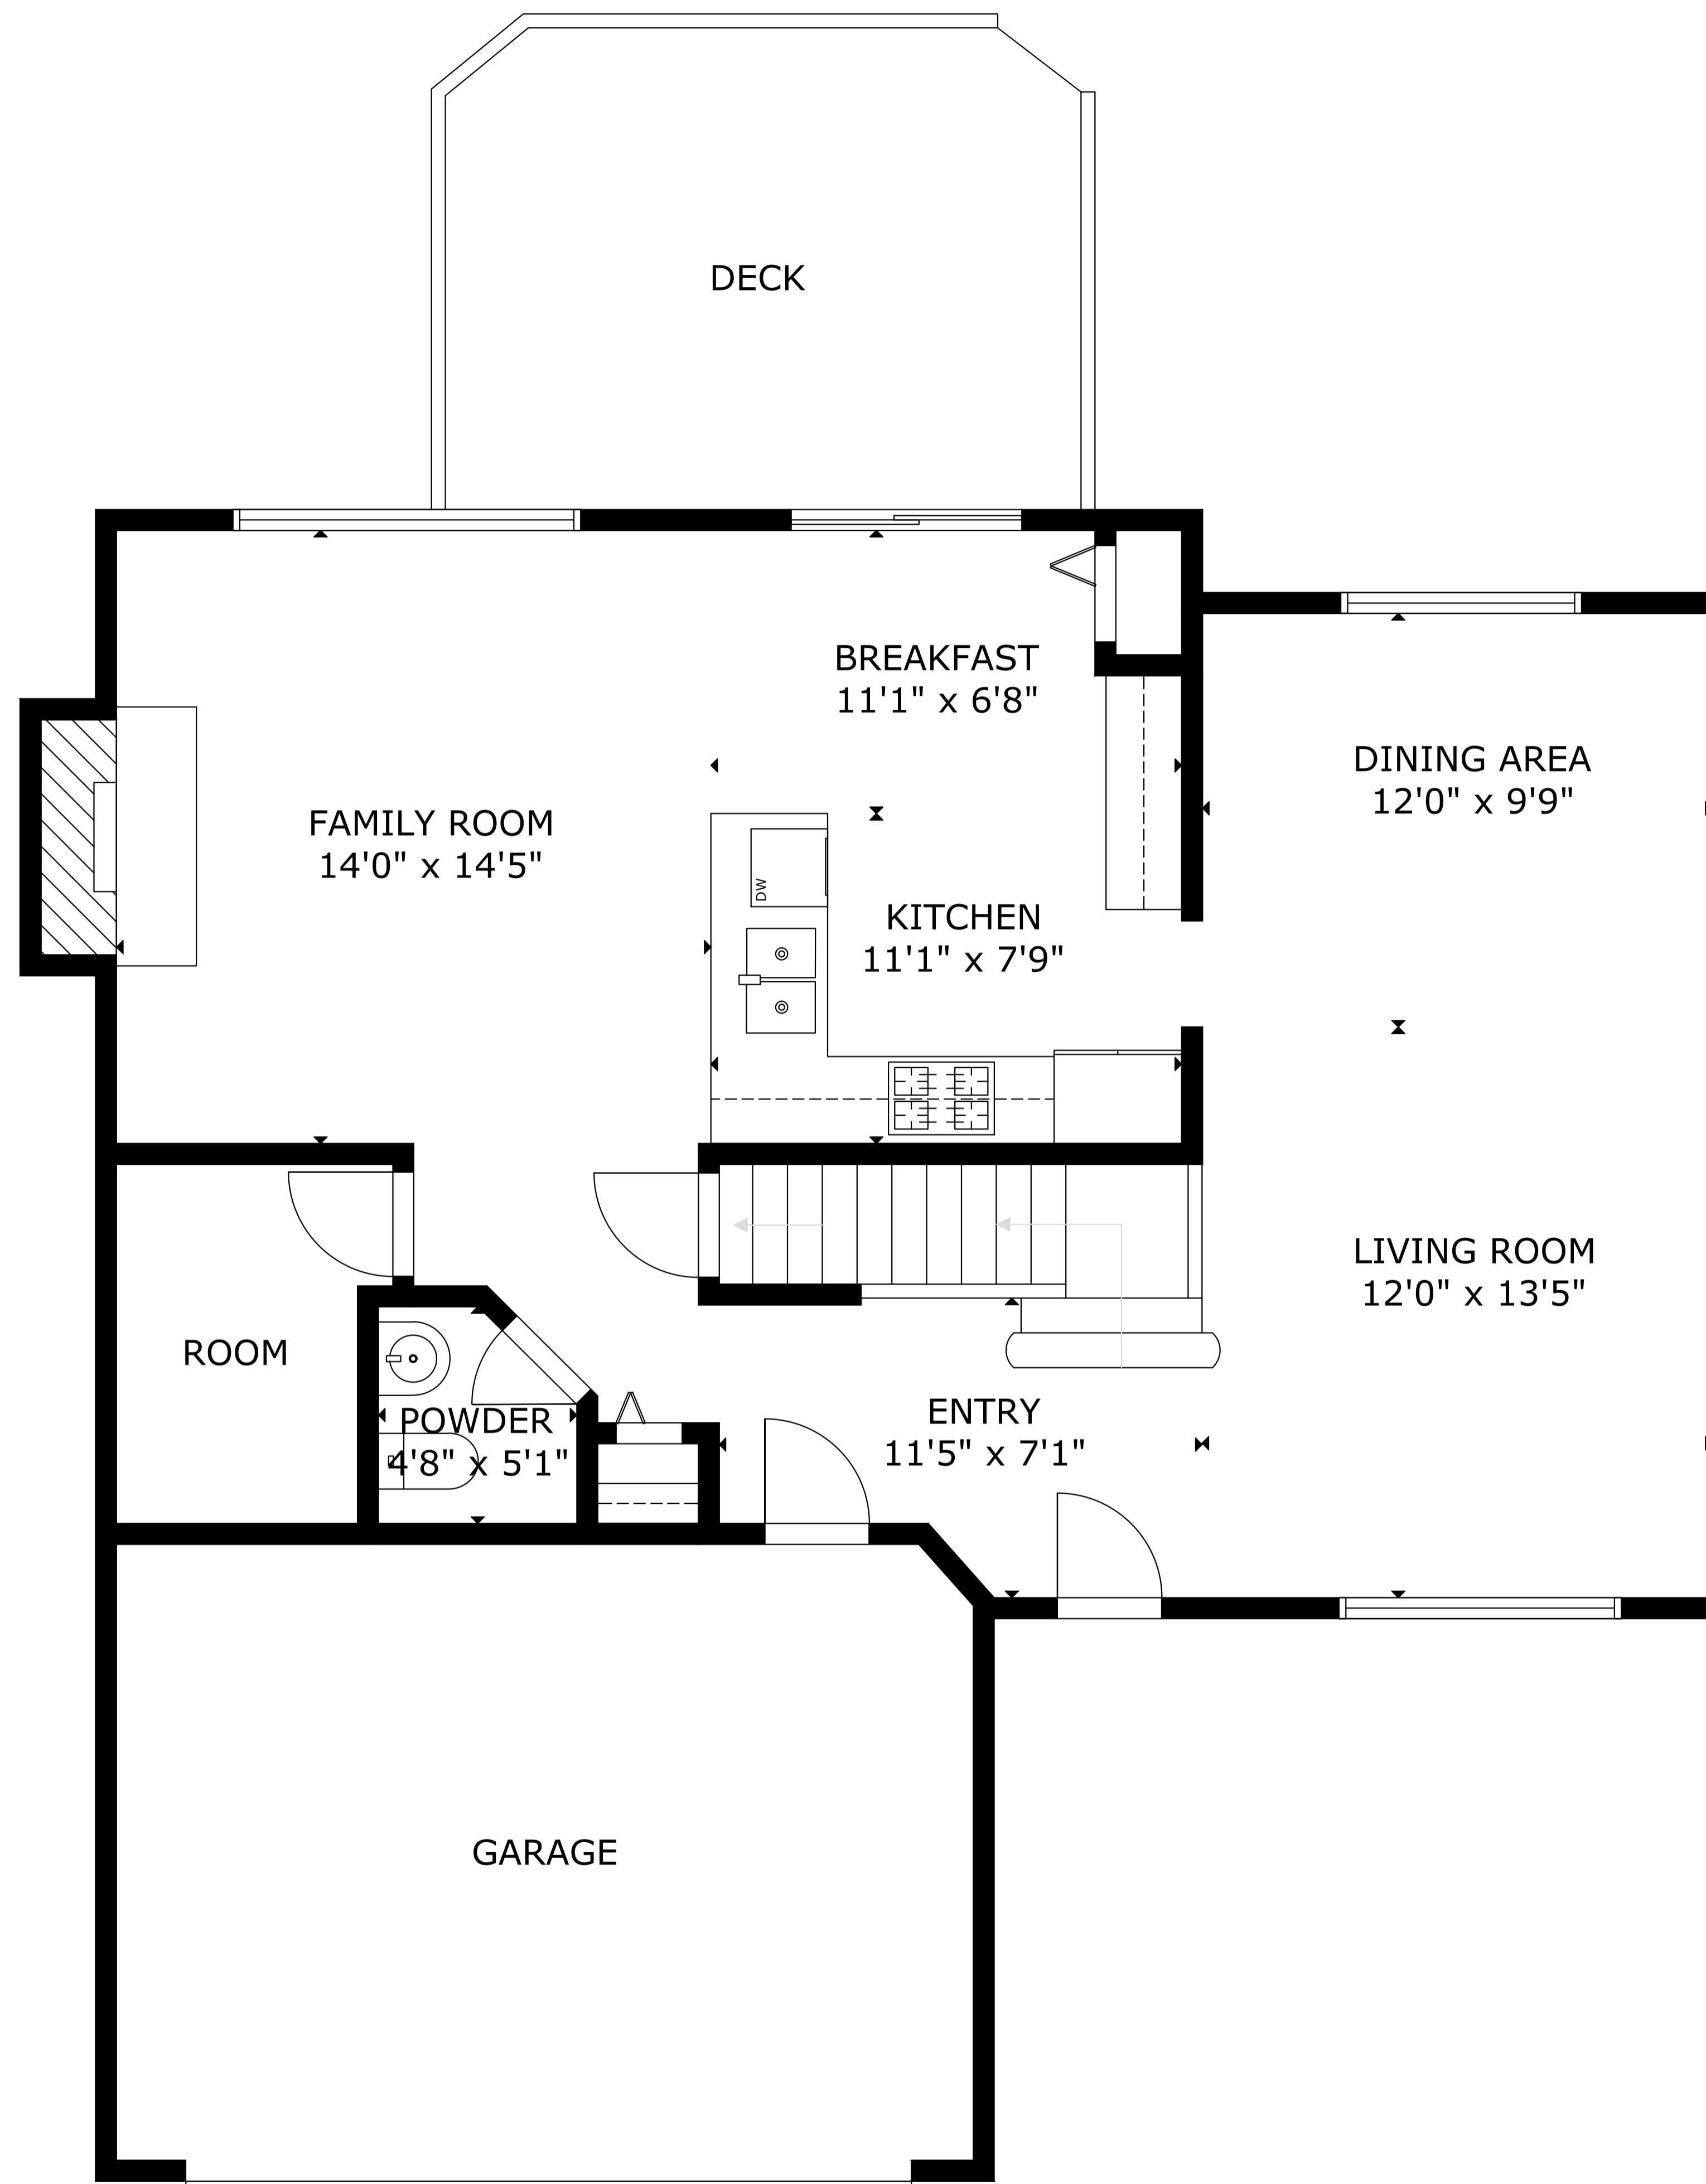 DECK
BREAKFAST
11'1" x 6'8"
DINING AREA
12'0" x 9'9"
FAMILY ROOM
14'0" x 14'5"
DW
KITCHEN
11'1" x 7'9"
LIVING ROOM
12'0" x 13'5"
ROOM
POWDER
4'8" x 5'1"
ENTRY
11'5" x 7'1"
GARAGE